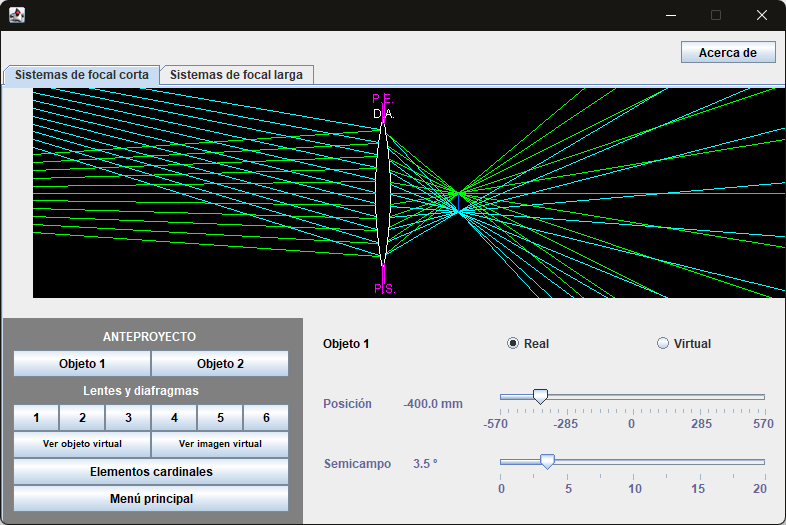 Acerca de
Sistemas de focal corta Sistemas de focal larga
P.E.
D.A.
P.S.
ANTEPROYECTO
Objeto 1 Objeto 2
Lentes y diafragmas
1 2 3 4 5 6
Ver objeto virtual Ver imagen virtual
Elementos cardinales
Menú principal
Objeto 1 Real Virtual
Posición -400.0 mm
-570 -285 0 285 570
Semicampo 3.5 °
0 5 10 15 20